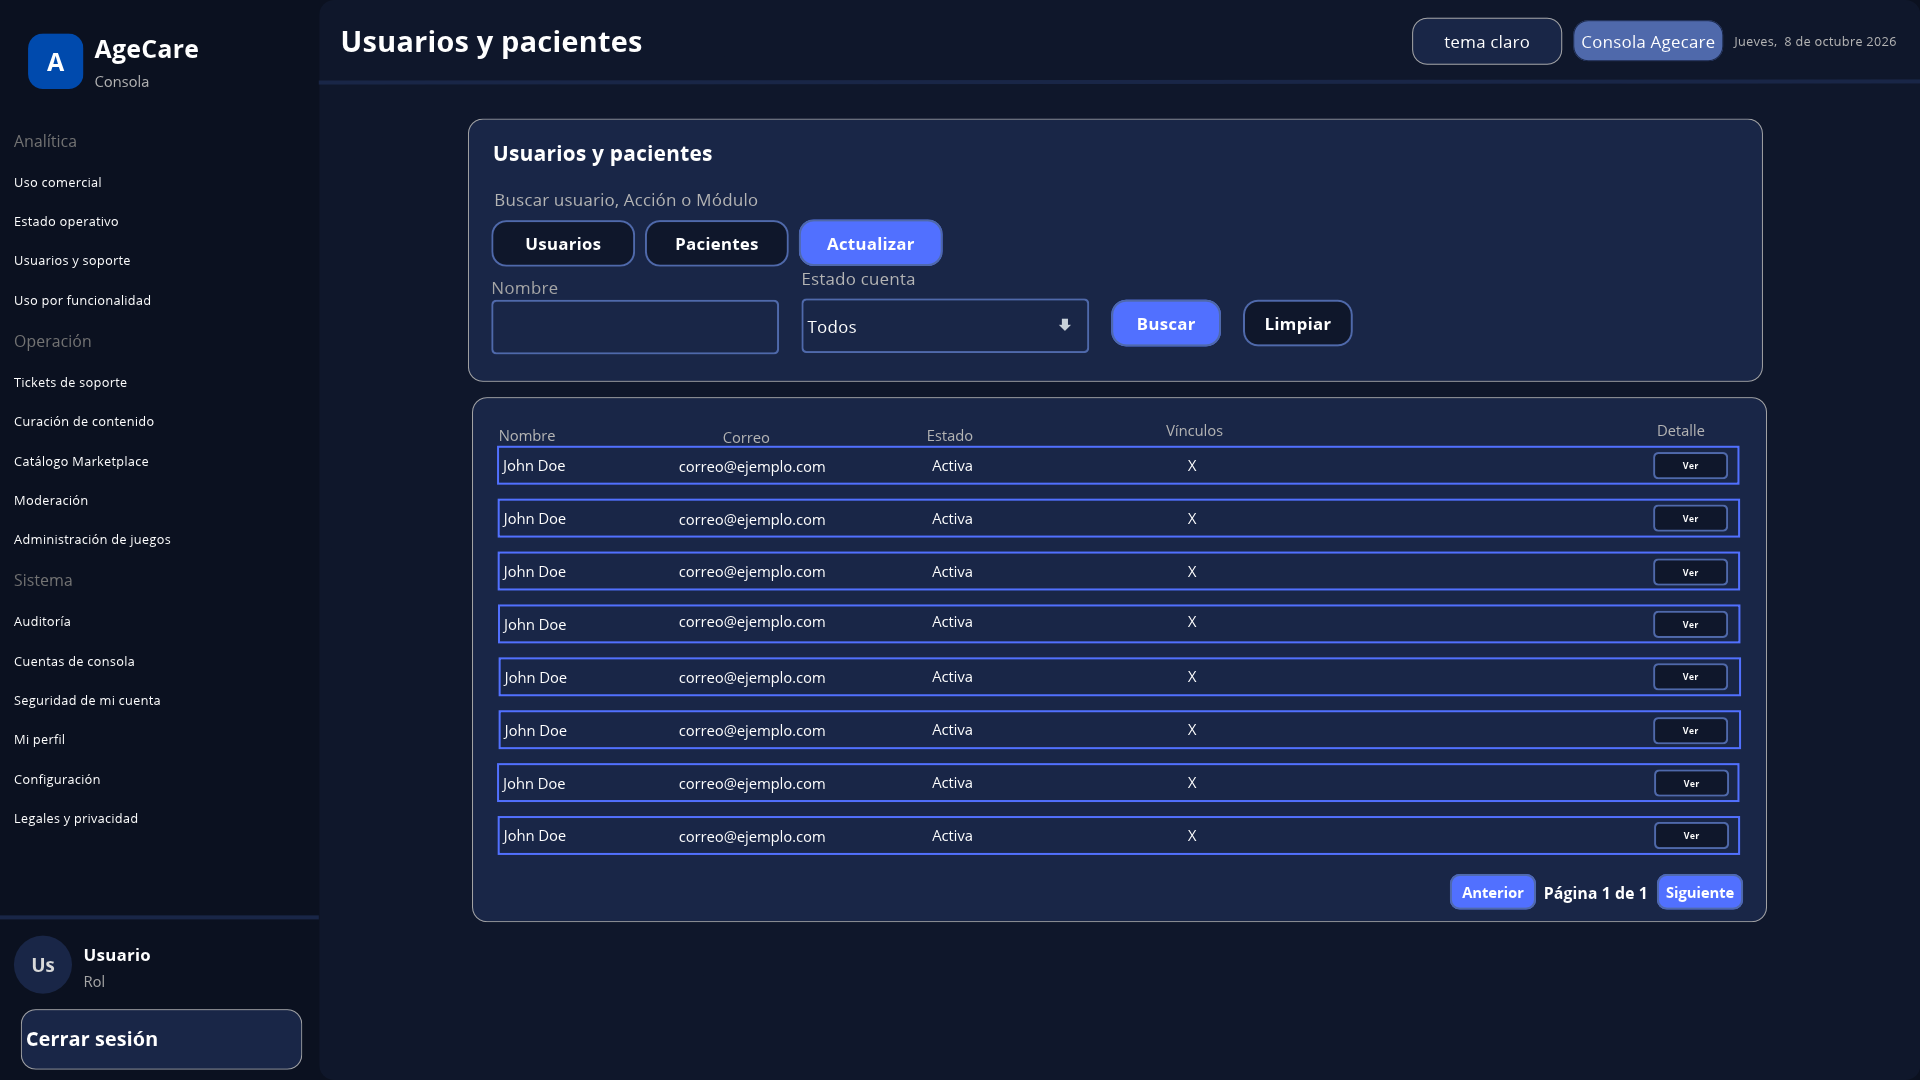 A
AgeCare
Consola
Analítica
Uso comercial
Estado operativo
Usuarios y soporte
Uso por funcionalidad
Operación
Tickets de soporte
Curación de contenido
Catálogo Marketplace
Moderación
Administración de juegos
Sistema
Auditoría
Cuentas de consola
Seguridad de mi cuenta
Mi perfil
Configuración
Legales y privacidad
Us
Usuario
Rol
Cerrar sesión
Usuarios y pacientes
tema claro
Consola Agecare
Jueves, 8 de octubre 2026
Usuarios y pacientes
Buscar usuario, Acción o Módulo
Usuarios Pacientes Actualizar
Nombre Estado cuenta
Todos Buscar Limpiar
Nombre Correo Estado Vínculos Detalle
John Doe correo@ejemplo.com Activa X Ver
John Doe correo@ejemplo.com Activa X Ver
John Doe correo@ejemplo.com Activa X Ver
John Doe correo@ejemplo.com Activa X Ver
John Doe correo@ejemplo.com Activa X Ver
John Doe correo@ejemplo.com Activa X Ver
John Doe correo@ejemplo.com Activa X Ver
John Doe correo@ejemplo.com Activa X Ver
Anterior Página 1 de 1 Siguiente